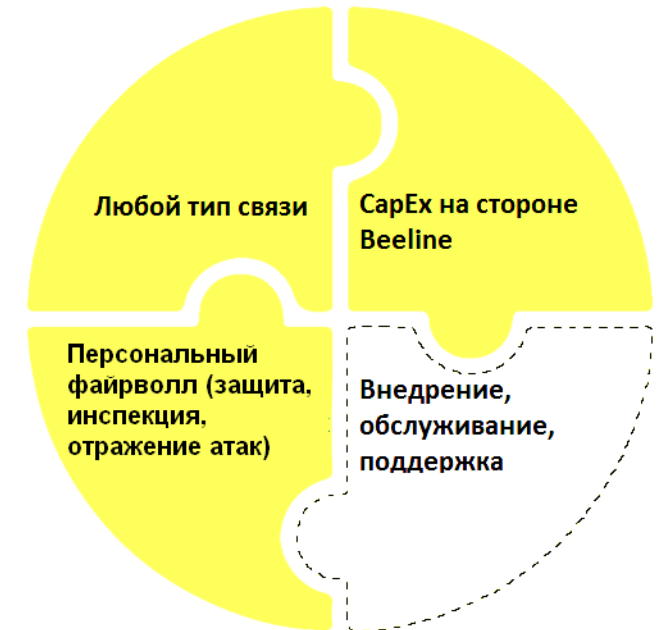 Любой тип связи
CapEx на стороне
Beeline
Персональный
файрволл (защита,
инспекция,
отражение атак)
Внедрение,
обслуживание,
поддержка